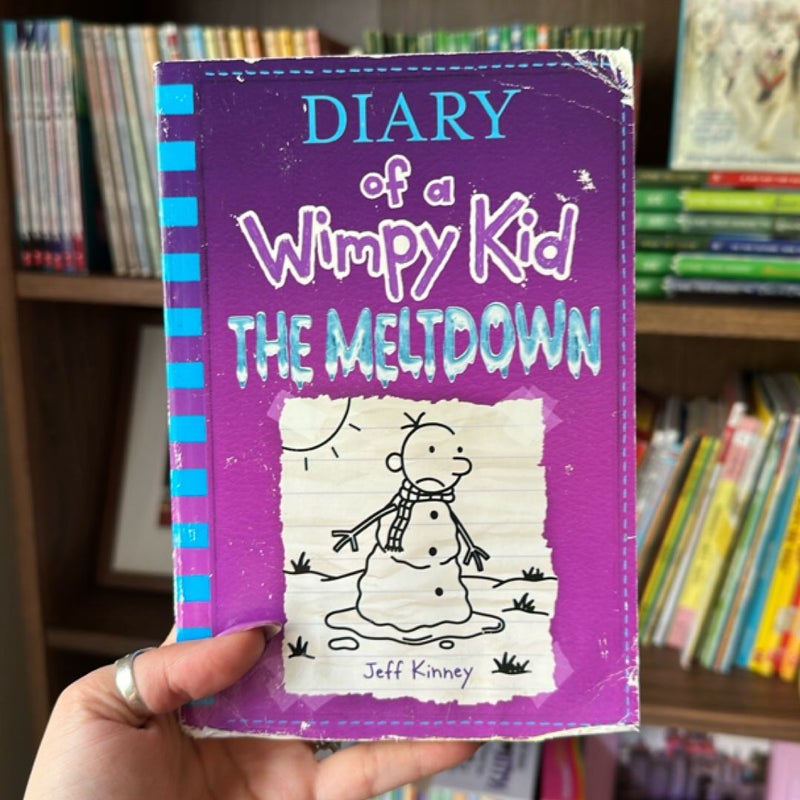 DIARY
of a
Wimpy Kid
THE MELTDOWN
Jeff Kinney